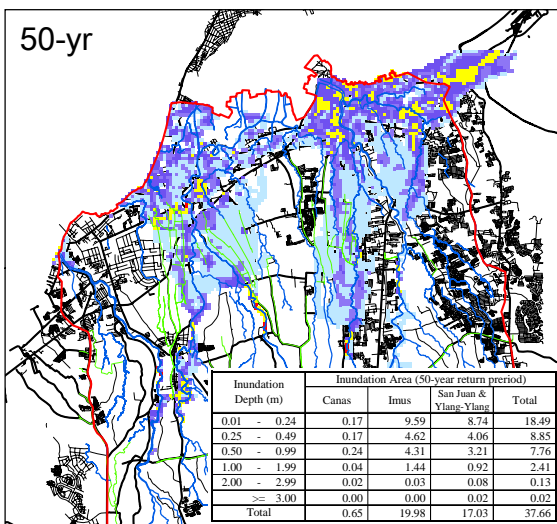 50-yr
Inundation Depth (m) Inundation Area (50-year return preriod)
Canas Imus San Juan & Ylang-Ylang Total
0.01 - 0.24 0.17 9.59 8.74 18.49
0.25 - 0.49 0.17 4.62 4.06 8.85
0.50 - 0.99 0.24 4.31 3.21 7.76
1.00 - 1.99 0.04 1.44 0.92 2.41
2.00 - 2.99 0.02 0.03 0.08 0.13
>= 3.00 0.00 0.00 0.02 0.02
Total 0.65 19.98 17.03 37.66